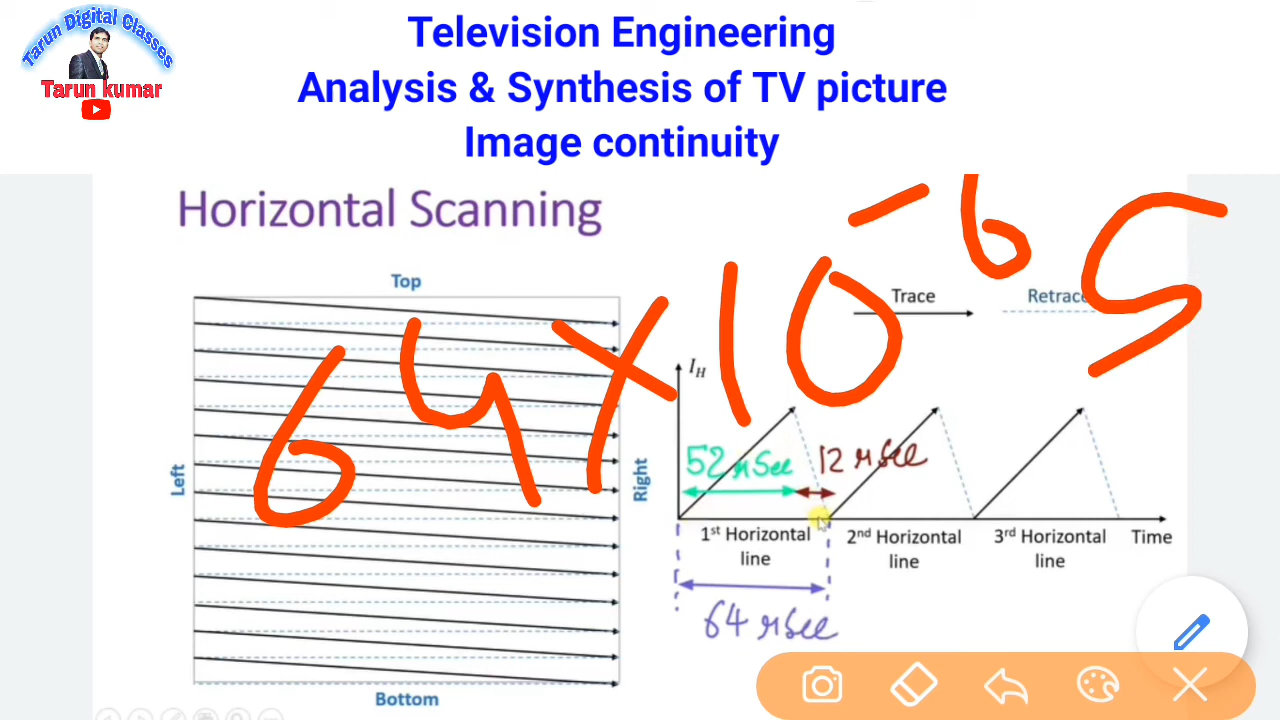 Tarun Digital Classes
Tarun kumar
Television Engineering
Analysis & Synthesis of TV picture
Image continuity
Horizontal Scanning
64×10⁻⁶ S
Top
Left
Right
Bottom
Trace
Retrace
I_H
52 μSec
12 μSec
1st Horizontal line
2nd Horizontal line
3rd Horizontal line
Time
64 μSec